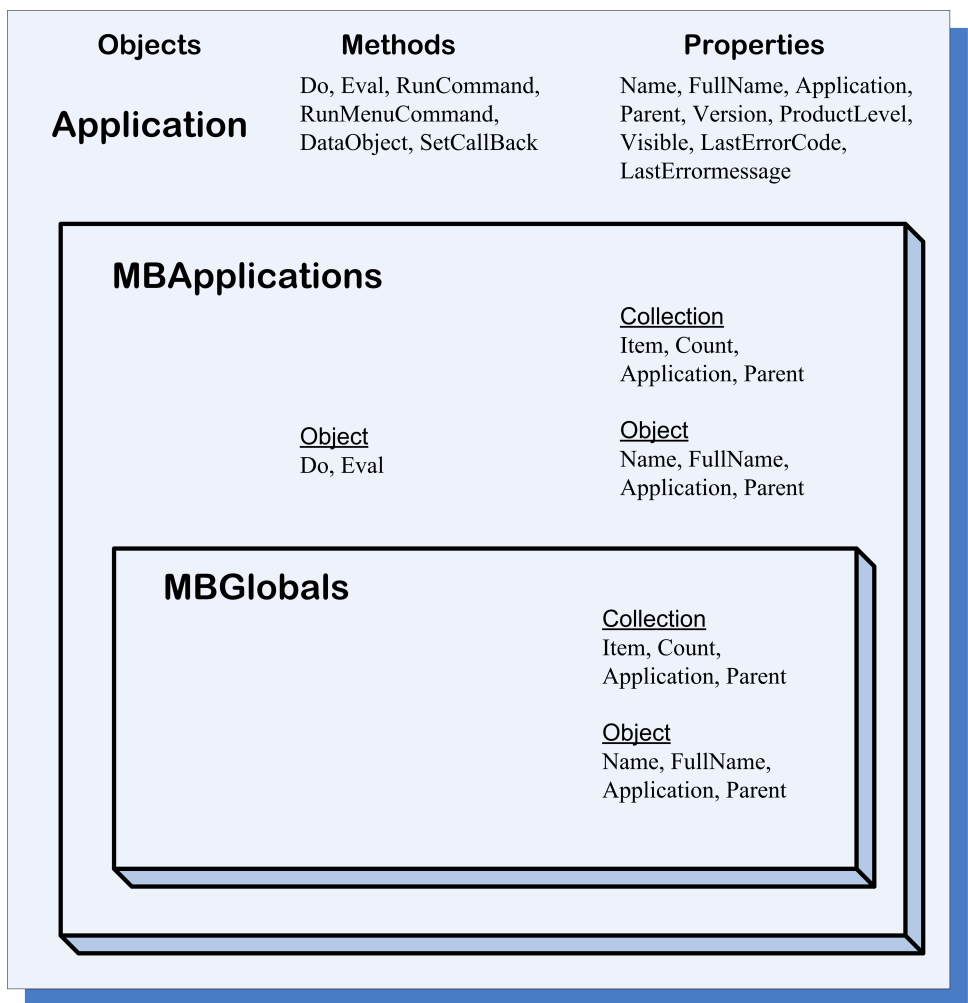 Objects Methods Properties
Application
Do, Eval, RunCommand,
RunMenuCommand,
DataObject, SetCallBack
Name, FullName, Application,
Parent, Version, ProductLevel,
Visible, LastErrorCode,
LastErrormessage
MBApplications
Collection
Item, Count,
Application, Parent
Object
Do, Eval
Object
Name, FullName,
Application, Parent
MBGlobals
Collection
Item, Count,
Application, Parent
Object
Name, FullName,
Application, Parent